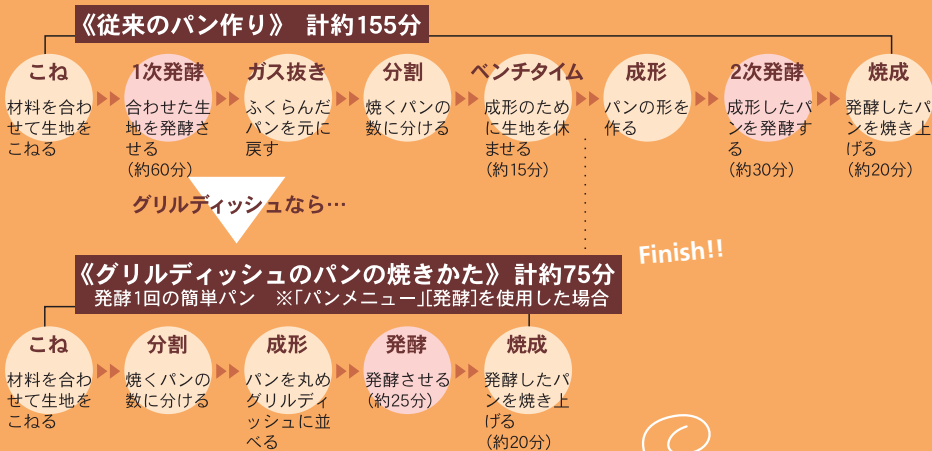 《従来のパン作り》 計約155分
こね
材料を合わ
せて生地を
こねる
1次発酵
合わせた生
地を発酵さ
せる
(約60分)
ガス抜き
ふくらんだ
パンを元に
戻す
分割
焼くパンの
数に分ける
ベンチタイム
成形のため
に生地を休
ませる
(約15分)
成形
パンの形を
作る
2次発酵
成形したパ
ンを発酵す
る
(約30分)
焼成
発酵したパ
ンを焼き上
げる
(約20分)
グリルディッシュなら…
Finish!!
《グリルディッシュのパンの焼きかた》 計約75分
発酵1回の簡単パン ※「パンメニュー」[発酵]を使用した場合
こね
材料を合わ
せて生地を
こねる
分割
焼くパンの
数に分ける
成形
パンを丸め
グリルディ
ッシュに並
べる
発酵
発酵させる
(約25分)
焼成
発酵したパ
ンを焼き上
げる
(約20分)